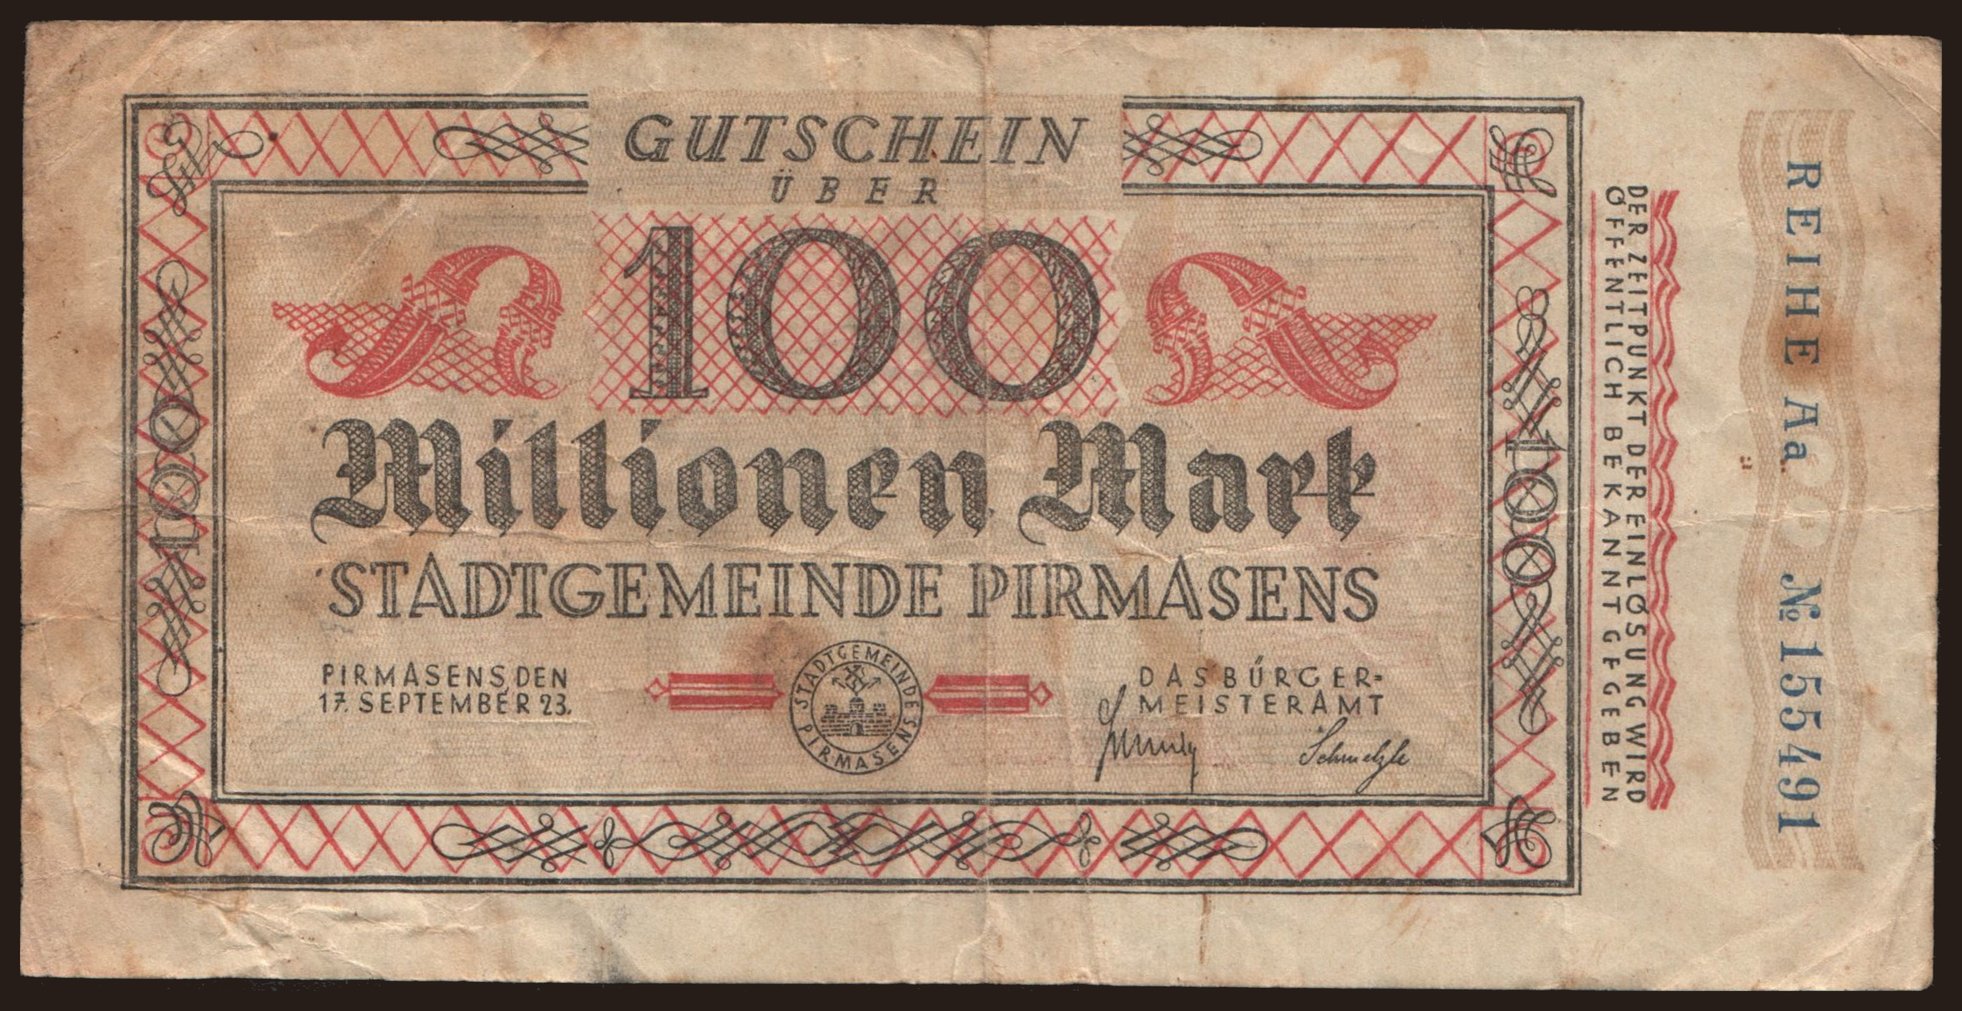 GUTSCHEIN
ÜBER
100
Millionen Mark
STADTGEMEINDE PIRMASENS
PIRMASENS, DEN
17. SEPTEMBER 23.
STADTGEMEINDE PIRMASENS
DAS BÜRGER-
MEISTERAMT
Schmelzle
100
100
DER ZEITPUNKT DER EINLÖSUNG WIRD
ÖFFENTLICH BEKANNT GEGEBEN
REIHE Aa № 155491